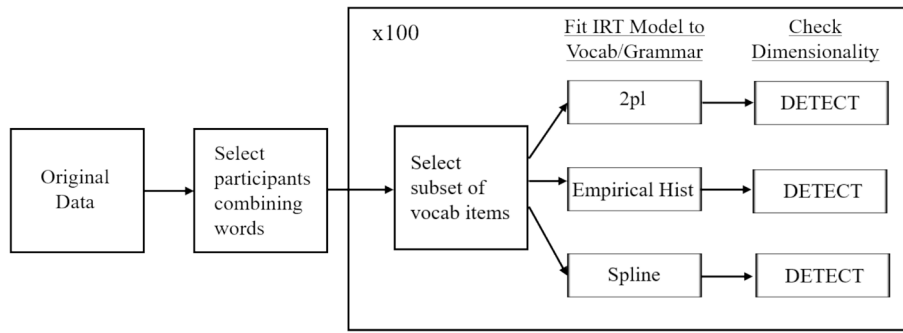 x100
Fit IRT Model to
Vocab/Grammar
Check
Dimensionality
Original
Data
Select
participants
combining
words
Select
subset of
vocab items
2pl
DETECT
Empirical Hist
DETECT
Spline
DETECT